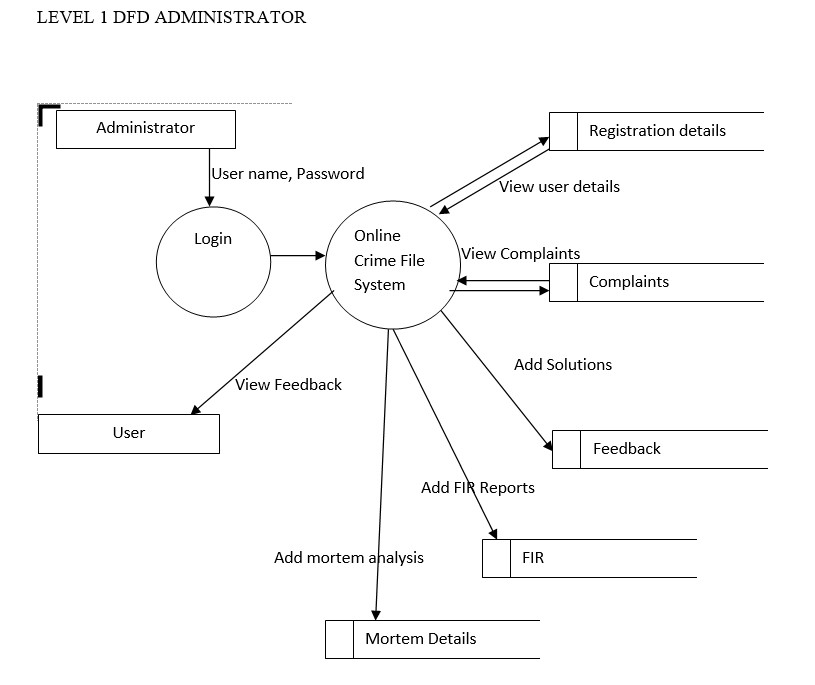 LEVEL 1 DFD ADMINISTRATOR
Administrator
Registration details
User name, Password
View user details
Login
Online
Crime File
System
View Complaints
Complaints
Add Solutions
View Feedback
User
Feedback
Add FIR Reports
Add mortem analysis
FIR
Mortem Details